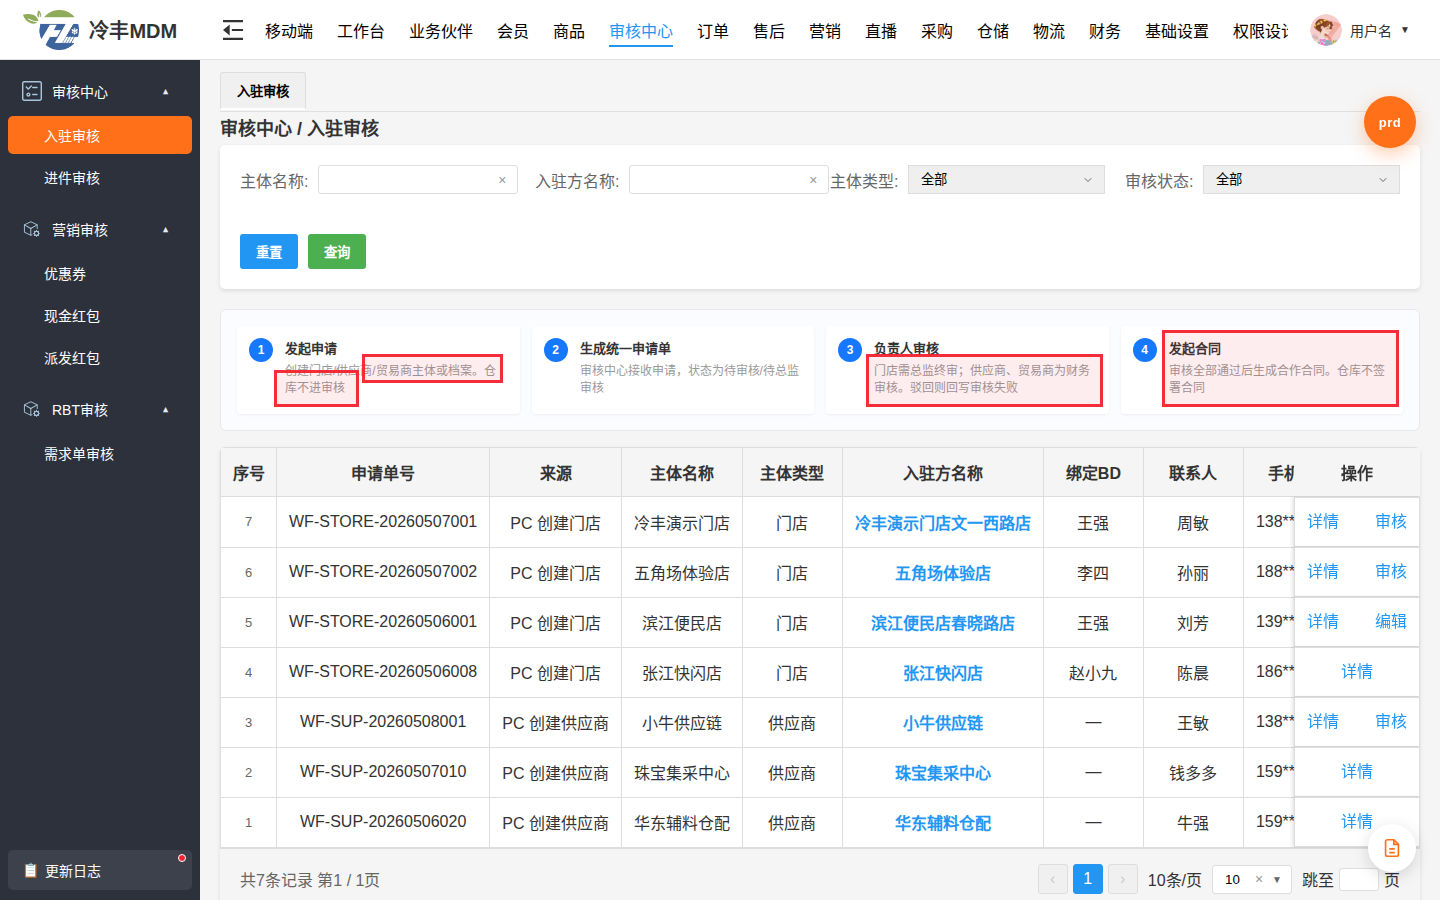 冷丰MDM
移动端 工作台 业务伙伴 会员 商品 审核中心 订单 售后 营销 直播 采购 仓储 物流 财务 基础设置 权限设计
用户名 ▼
审核中心 ▲
入驻审核
进件审核
营销审核 ▲
优惠券
现金红包
派发红包
RBT审核 ▲
需求单审核
更新日志
入驻审核
审核中心 / 入驻审核
prd
主体名称: × 入驻方名称: × 主体类型: 全部 审核状态: 全部
重置 查询
1 发起申请
创建门店/供应商/贸易商主体或档案。仓
库不进审核
2 生成统一申请单
审核中心接收申请，状态为待审核/待总监
审核
3 负责人审核
门店需总监终审；供应商、贸易商为财务
审核。驳回则回写审核失败
4 发起合同
审核全部通过后生成合作合同。仓库不签
署合同
序号 申请单号 来源 主体名称 主体类型 入驻方名称 绑定BD 联系人 手机 操作
7 WF-STORE-20260507001 PC 创建门店 冷丰演示门店 门店 冷丰演示门店文一西路店 王强 周敏 138** 详情 审核
6 WF-STORE-20260507002 PC 创建门店 五角场体验店 门店 五角场体验店 李四 孙丽 188** 详情 审核
5 WF-STORE-20260506001 PC 创建门店 滨江便民店 门店 滨江便民店春晓路店 王强 刘芳 139** 详情 编辑
4 WF-STORE-20260506008 PC 创建门店 张江快闪店 门店 张江快闪店 赵小九 陈晨 186** 详情
3 WF-SUP-20260508001 PC 创建供应商 小牛供应链 供应商 小牛供应链 — 王敏 138** 详情 审核
2 WF-SUP-20260507010 PC 创建供应商 珠宝集采中心 供应商 珠宝集采中心 — 钱多多 159** 详情
1 WF-SUP-20260506020 PC 创建供应商 华东辅料仓配 供应商 华东辅料仓配 — 牛强 159** 详情
共7条记录 第1 / 1页
‹ 1 › 10条/页 10 × ▼ 跳至 页